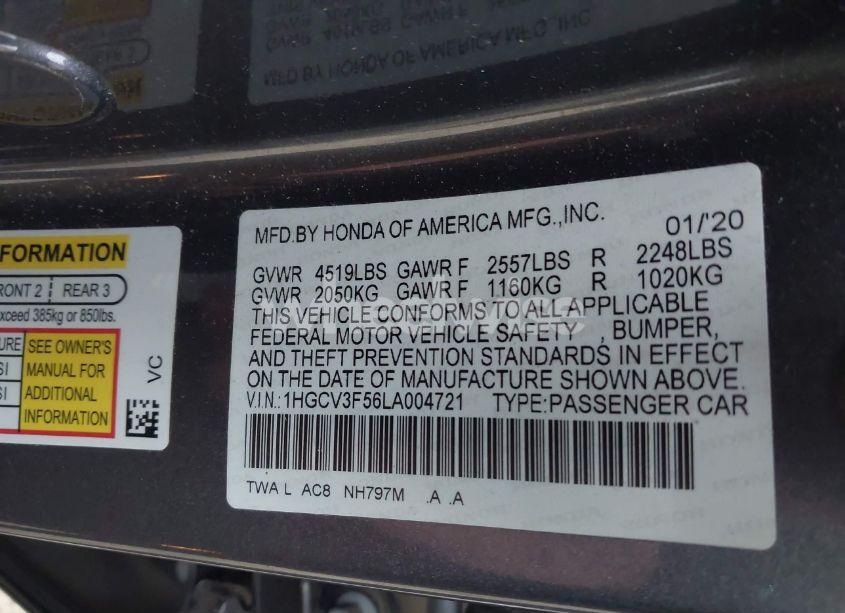 MFD.BY HONDA OF AMERICA MFG.,INC. 01/'20
GVWR 4519LBS GAWR F 2557LBS R 2248LBS
GVWR 2050KG GAWR F 1160KG R 1020KG
THIS VEHICLE CONFORMS TO ALL APPLICABLE
FEDERAL MOTOR VEHICLE SAFETY , BUMPER,
AND THEFT PREVENTION STANDARDS IN EFFECT
ON THE DATE OF MANUFACTURE SHOWN ABOVE.
V.I.N.:1HGCV3F56LA004721 TYPE:PASSENGER CAR
TWA L AC8 NH797M .A .A
FORMATION
RONT 2 REAR 3
xceed 385kg or 850lbs.
URE SEE OWNER'S
SI MANUAL FOR
SI ADDITIONAL
INFORMATION
VC